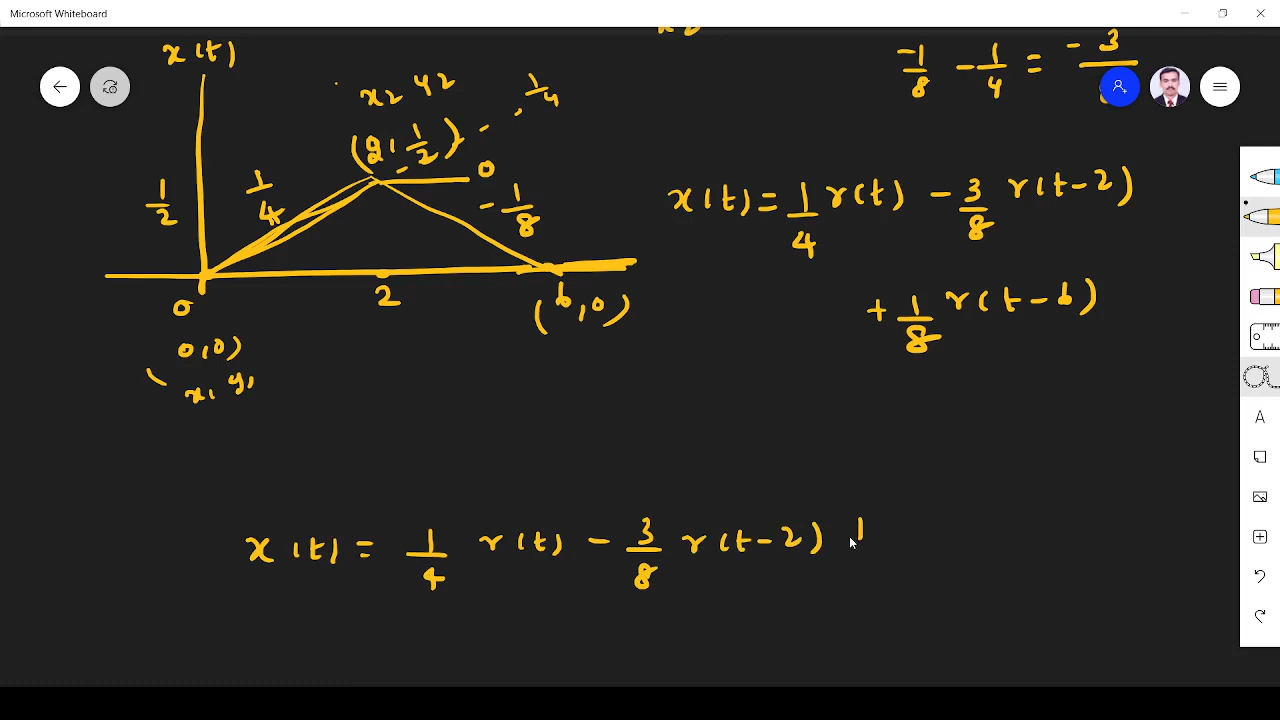 Microsoft Whiteboard
x(t)
x2 y2
1/4
(2, 1/2)
0
1/2
1/4
-1/8
0
2
(6,0)
0,0)
( x1 y1
-1/8 - 1/4 = -3
x(t) = 1/4 r(t) - 3/8 r(t-2)
+ 1/8 r(t-6)
x(t) = 1/4 r(t) - 3/8 r(t-2)
A